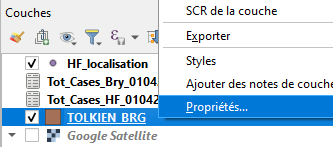 Couches
HF_localisation
Tot_Cases_Bry_0104
Tot_Cases_HF_01042
TOLKIEN_BRG
Google Satellite
SCR de la couche
Exporter
Styles
Ajouter des notes de couche
Propriétés...